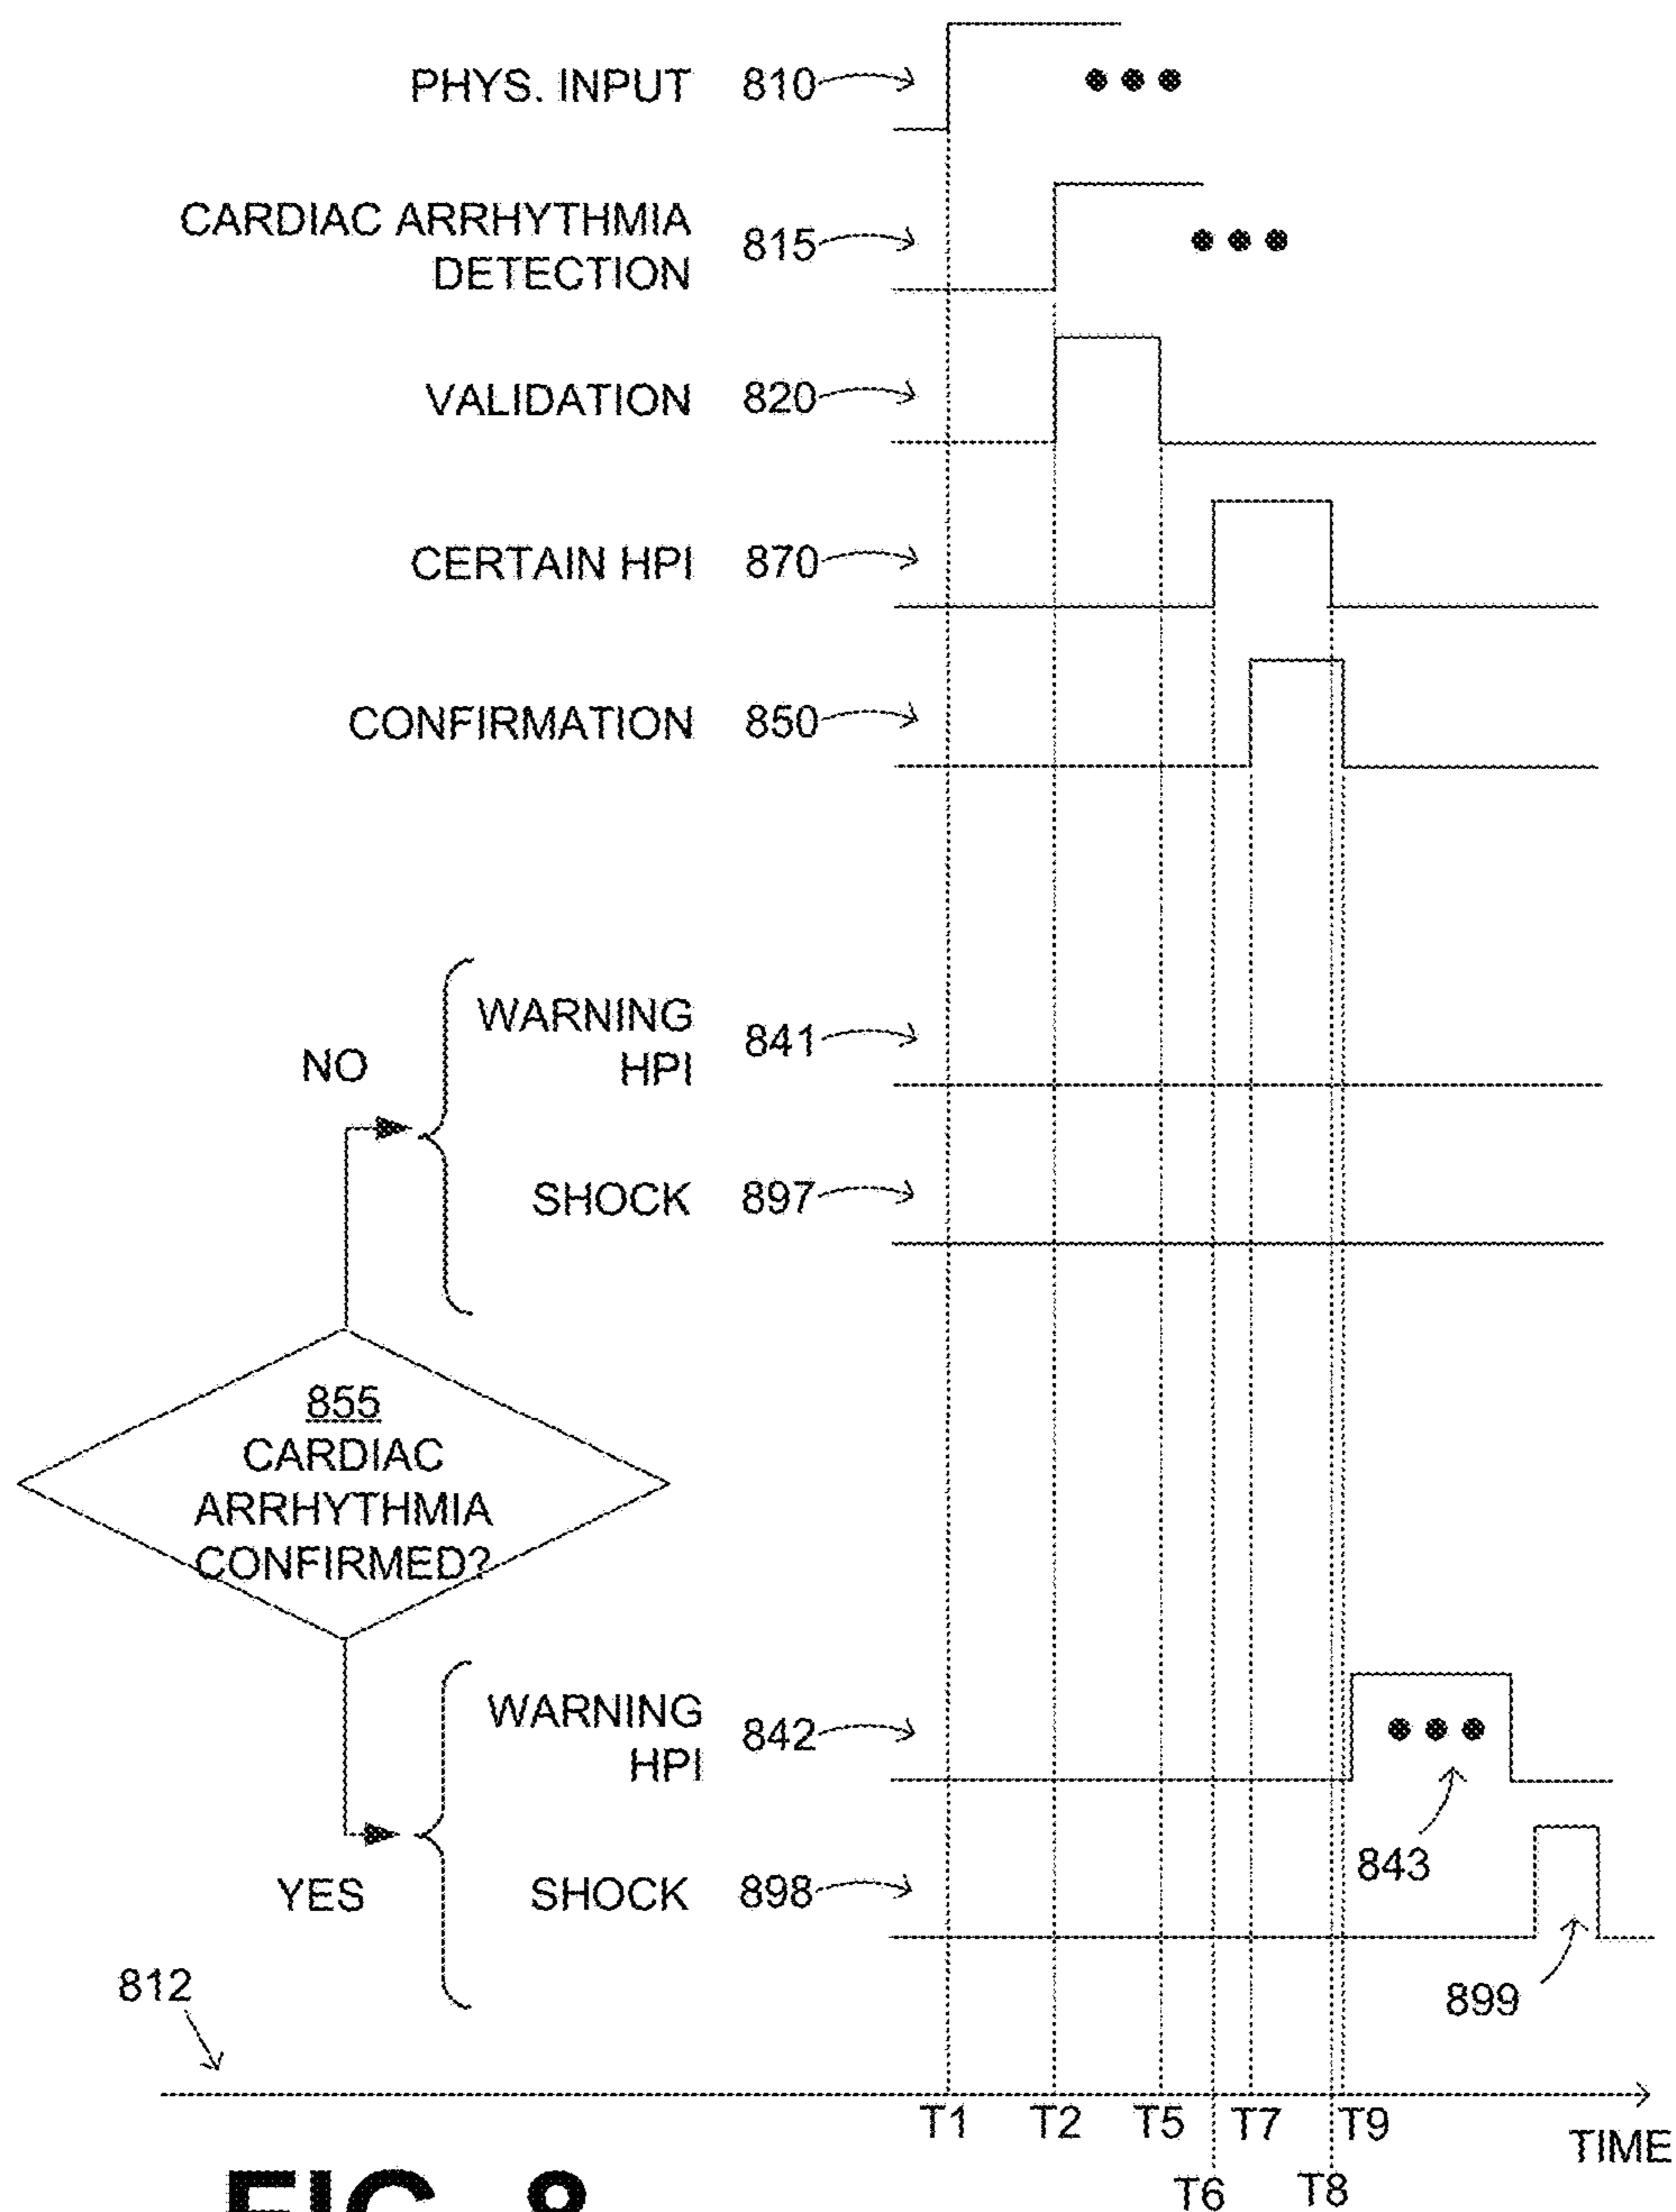 PHYS. INPUT 810
CARDIAC ARRHYTHMIA
DETECTION
815
VALIDATION 820
CERTAIN HPI 870
CONFIRMATION 850
NO
WARNING
HPI
841
SHOCK 897
855
CARDIAC
ARRHYTHMIA
CONFIRMED?
WARNING
HPI
842
843
YES
SHOCK 898
899
812
T1 T2 T5 T7 T9
TIME
T6 T8
FIG. 8